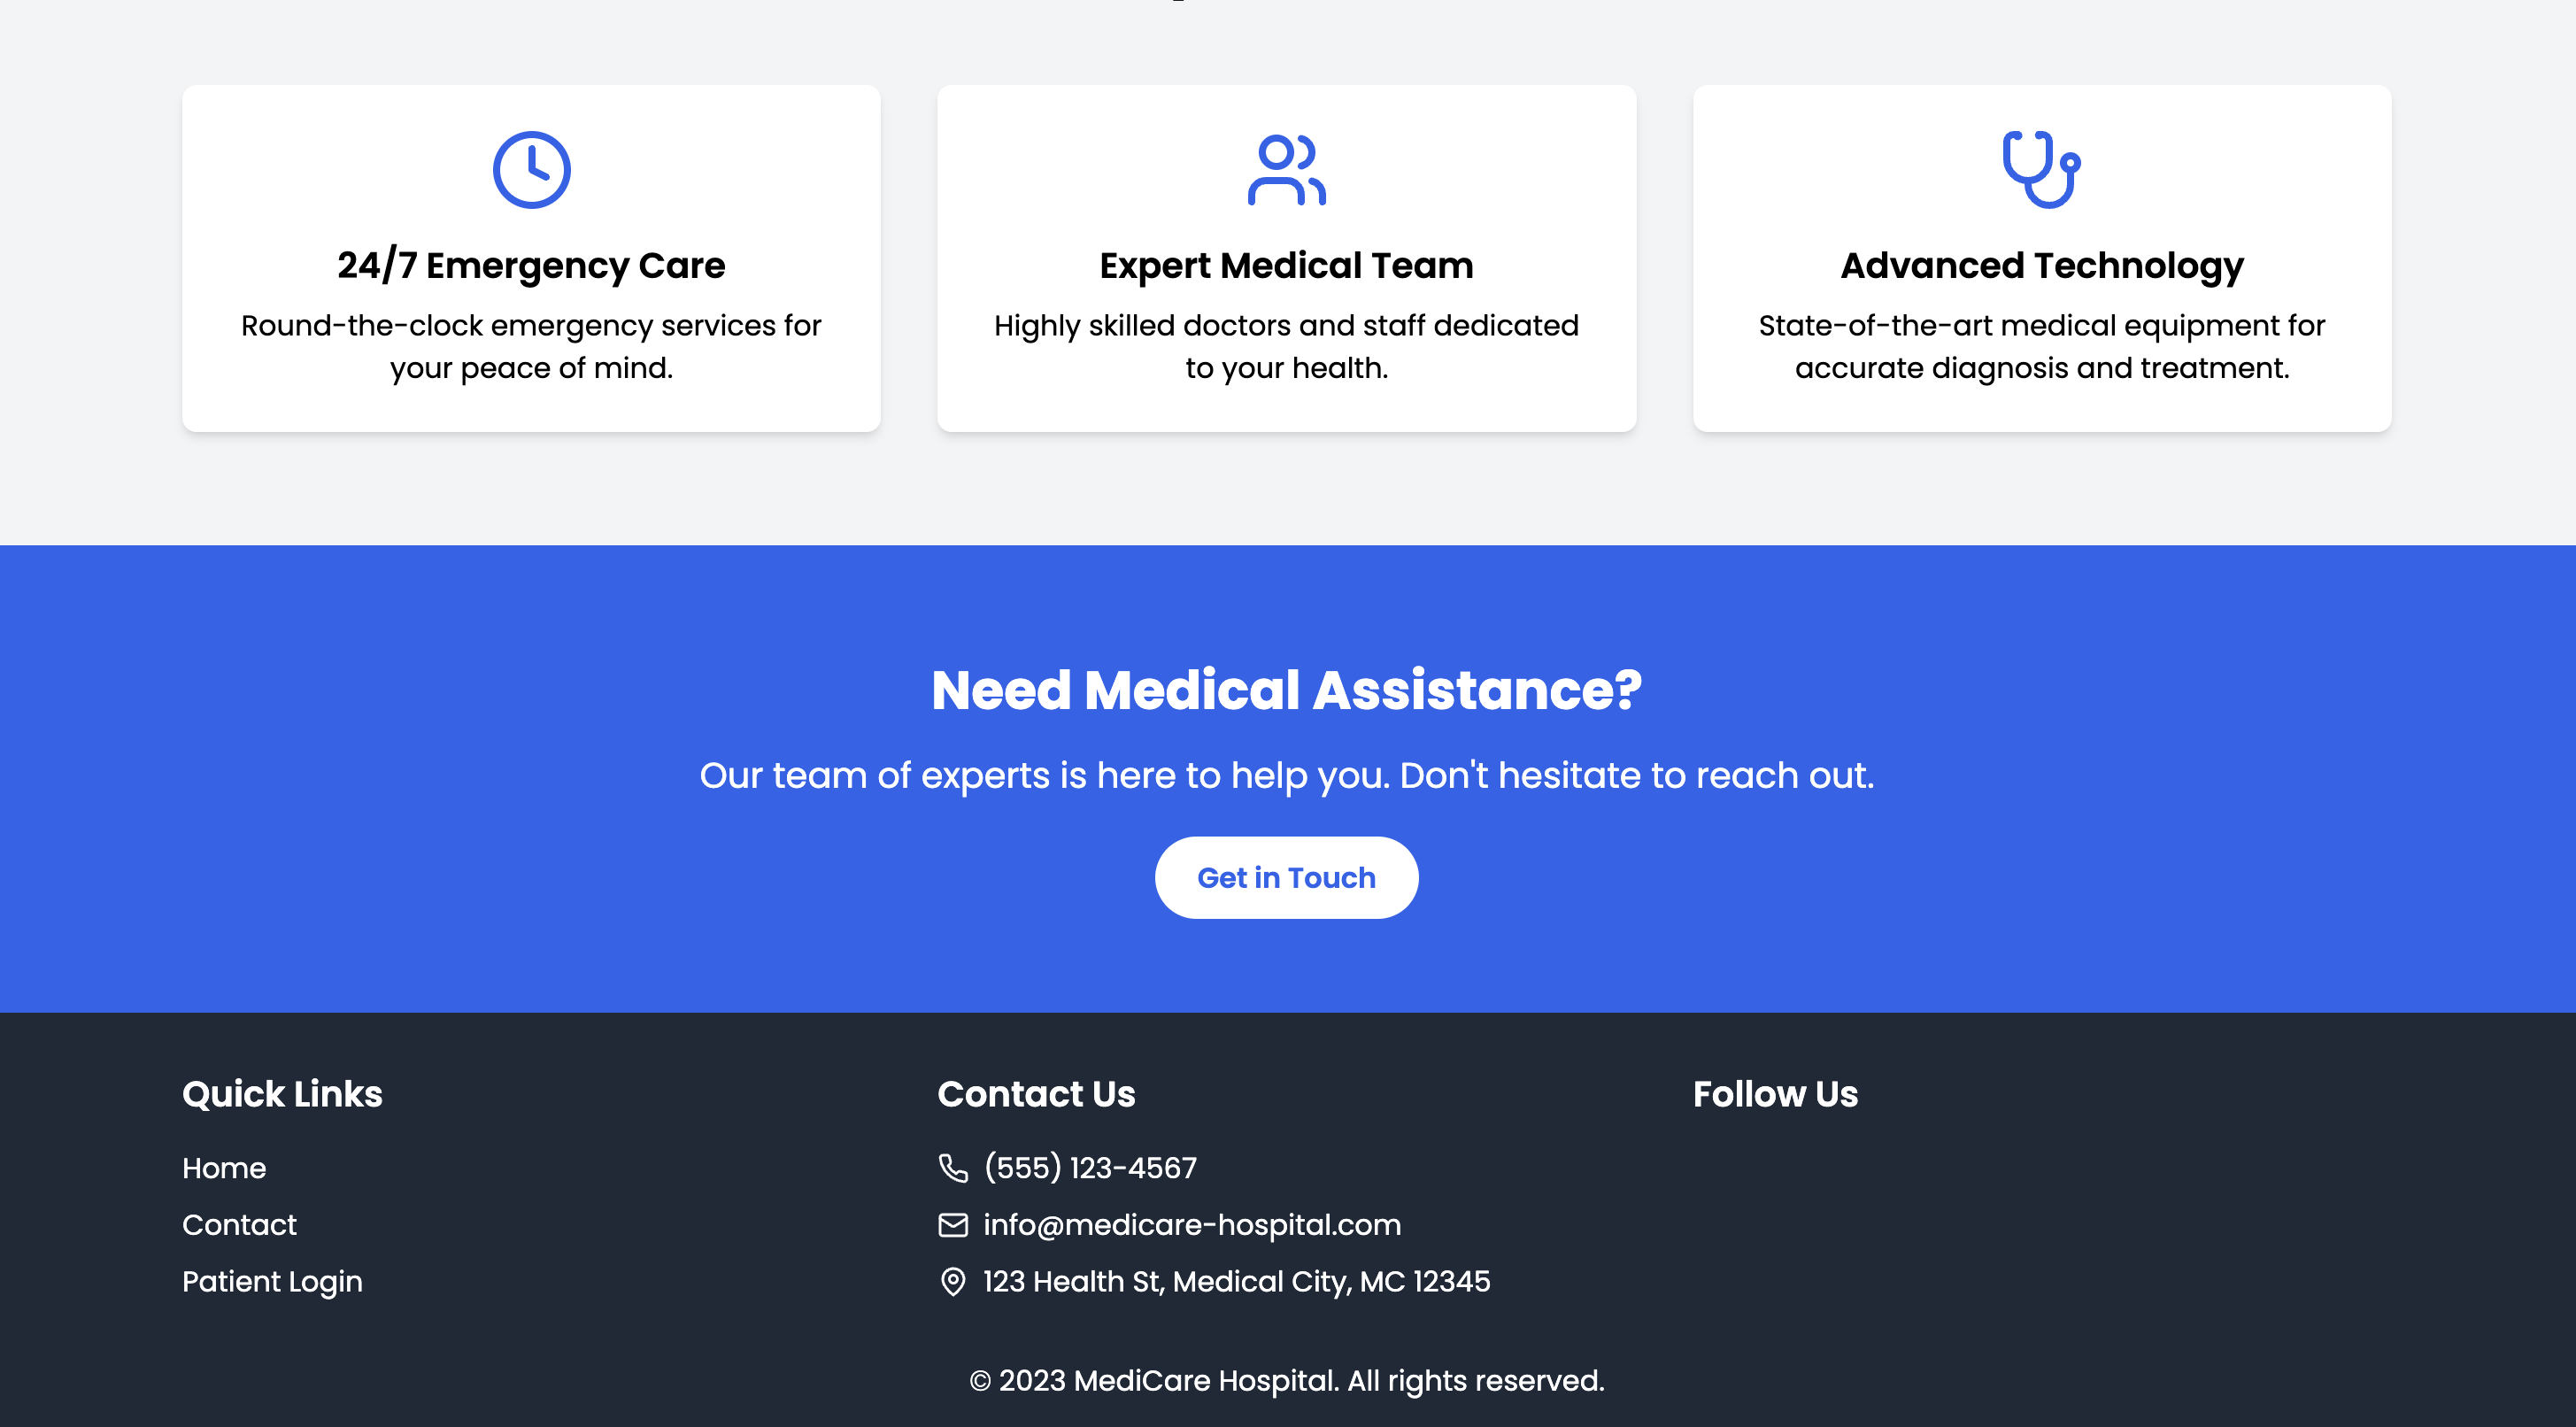 24/7 Emergency Care
Round-the-clock emergency services for
your peace of mind.
Expert Medical Team
Highly skilled doctors and staff dedicated
to your health.
Advanced Technology
State-of-the-art medical equipment for
accurate diagnosis and treatment.
Need Medical Assistance?
Our team of experts is here to help you. Don't hesitate to reach out.
Get in Touch
Quick Links
Home
Contact
Patient Login
Contact Us
(555) 123-4567
info@medicare-hospital.com
123 Health St, Medical City, MC 12345
Follow Us
© 2023 MediCare Hospital. All rights reserved.